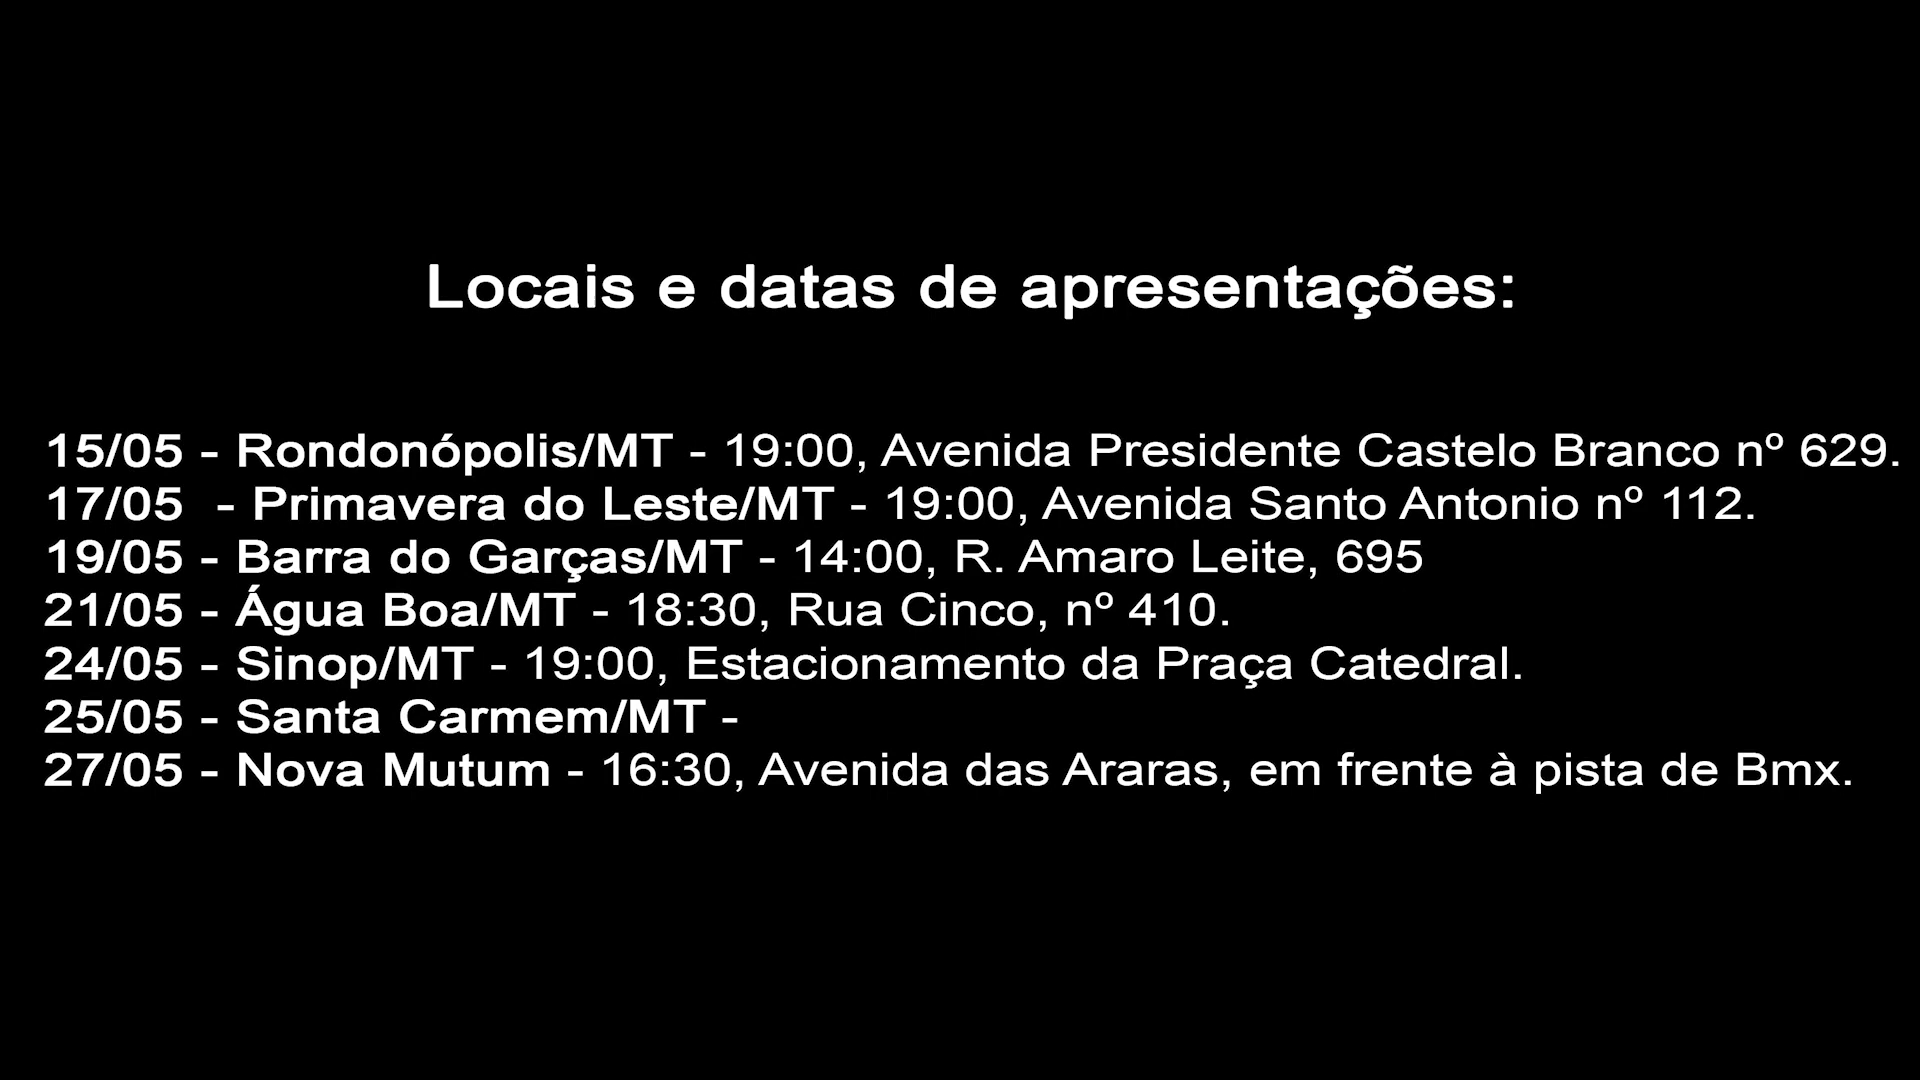 Locais e datas de apresentações:
15/05 - Rondonópolis/MT - 19:00, Avenida Presidente Castelo Branco nº 629.
17/05  - Primavera do Leste/MT - 19:00, Avenida Santo Antonio nº 112.
19/05 - Barra do Garças/MT - 14:00, R. Amaro Leite, 695
21/05 - Água Boa/MT - 18:30, Rua Cinco, nº 410.
24/05 - Sinop/MT - 19:00, Estacionamento da Praça Catedral.
25/05 - Santa Carmem/MT -
27/05 - Nova Mutum - 16:30, Avenida das Araras, em frente à pista de Bmx.